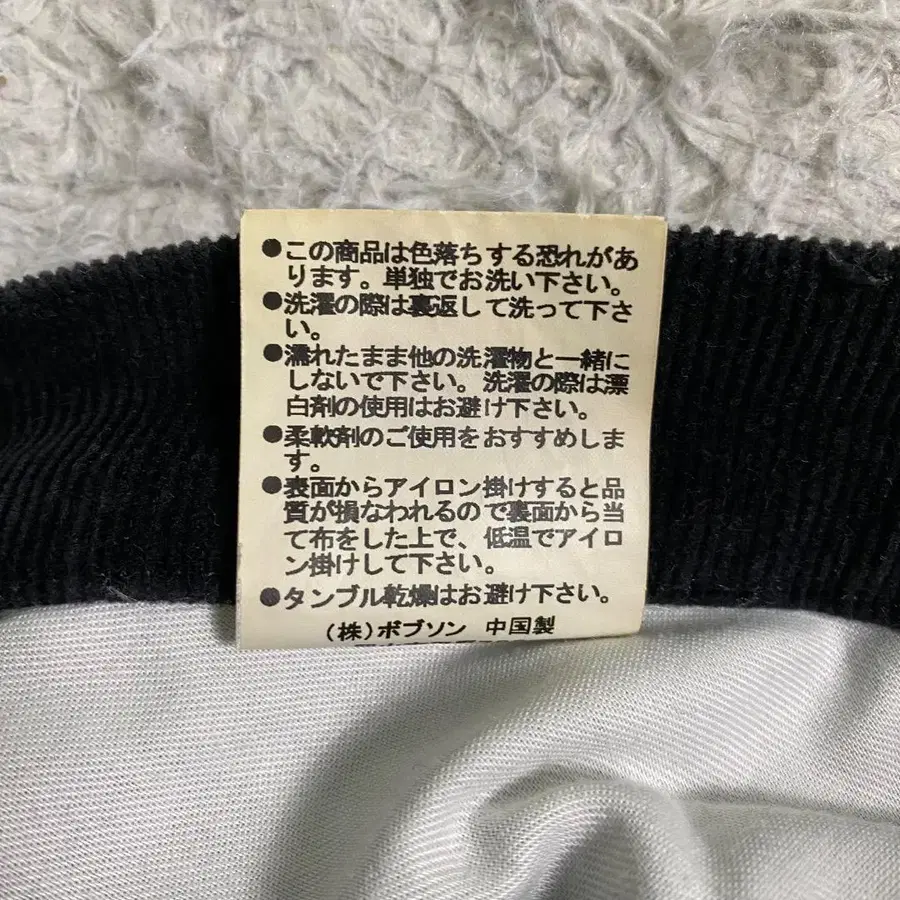 ●この商品は色落ちする恐れがあ
ります。単独でお洗い下さい。
●洗濯の際は裏返して洗って下さ
い。
●濡れたまま他の洗濯物と一緒に
しないで下さい。洗濯の際は漂
白剤の使用はお避け下さい。
●柔軟剤のご使用をおすすめしま
す。
●表面からアイロン掛けすると品
質が損なわれるので裏面から当
て布をした上で、低温でアイロ
ン掛けして下さい。
●タンブル乾燥はお避け下さい。
(株)ボブソン 中国製